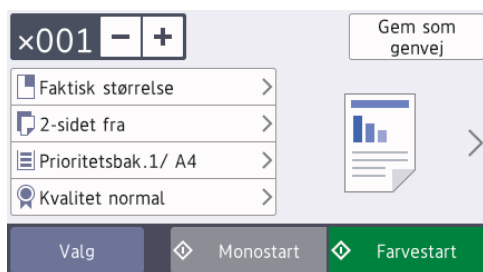 ×001 − +
Gem som
genvej
Faktisk størrelse
2-sidet fra
Prioritetsbak.1/ A4
Kvalitet normal
Valg
Monostart
Farvestart